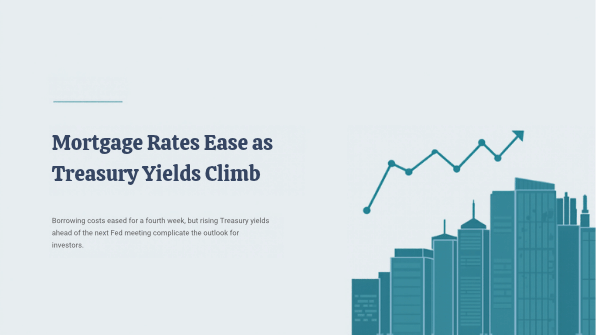 Mortgage Rates Ease as
Treasury Yields Climb
Borrowing costs eased for a fourth week, but rising Treasury yields
ahead of the next Fed meeting complicate the outlook for
investors.